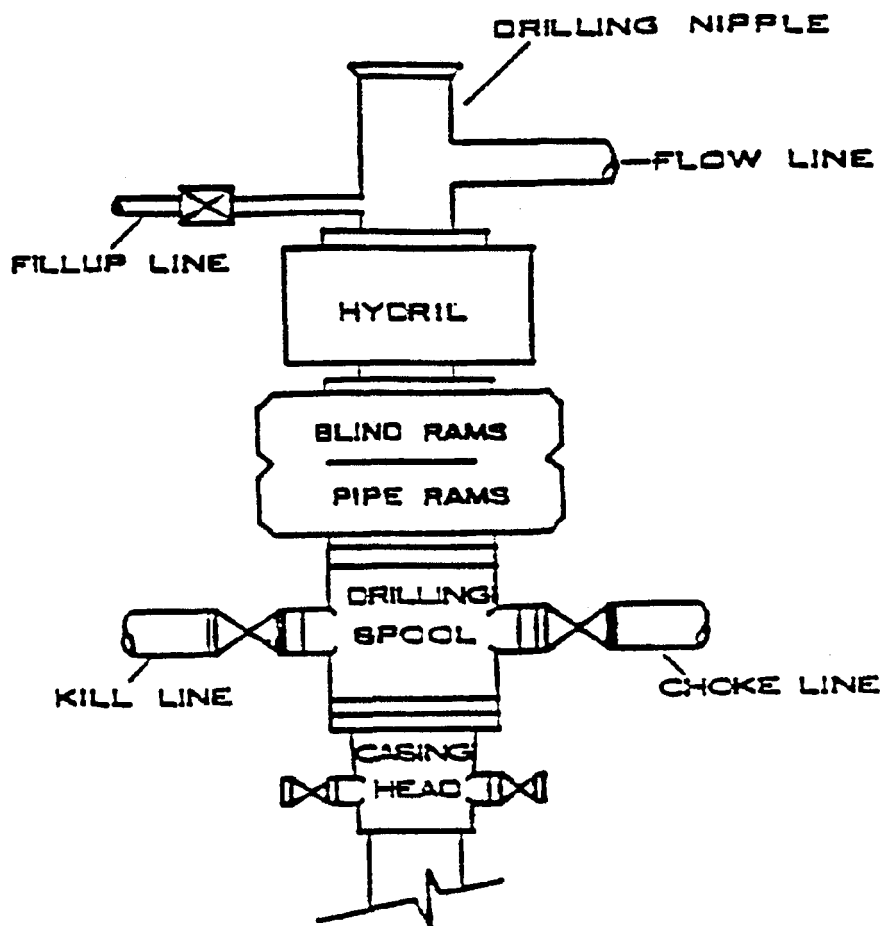 DRILLING NIPPLE
FLOW LINE
FILLUP LINE
HYDRIL
BLIND RAMS
PIPE RAMS
DRILLING
SPOOL
KILL LINE
CHOKE LINE
CASING
HEAD